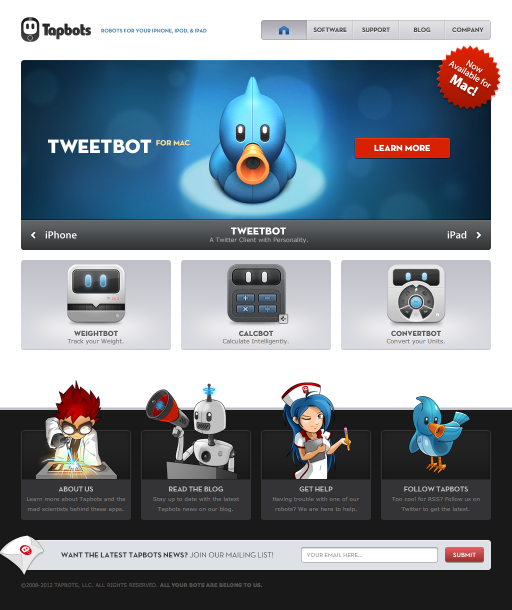 Tapbots
ROBOTS FOR YOUR IPHONE, IPOD, & IPAD
SOFTWARE
SUPPORT
BLOG
COMPANY
Now
Available for
Mac!
TWEETBOT FOR MAC
LEARN MORE
iPhone
TWEETBOT
A Twitter Client with Personality.
iPad
WEIGHTBOT
Track your Weight.
CALCBOT
Calculate Intelligently.
CONVERTBOT
Convert your Units.
ABOUT US
Learn more about Tapbots and the
mad scientists behind these apps.
READ THE BLOG
Stay up to date with the latest
Tapbots news on our blog.
GET HELP
Having trouble with one of our
robots? We are here to help.
FOLLOW TAPBOTS
Too cool for RSS? Follow us on
Twitter to get the latest.
WANT THE LATEST TAPBOTS NEWS? JOIN OUR MAILING LIST!
YOUR EMAIL HERE...
SUBMIT
©2008-2012 TAPBOTS, LLC. ALL RIGHTS RESERVED. ALL YOUR BOTS ARE BELONG TO US.